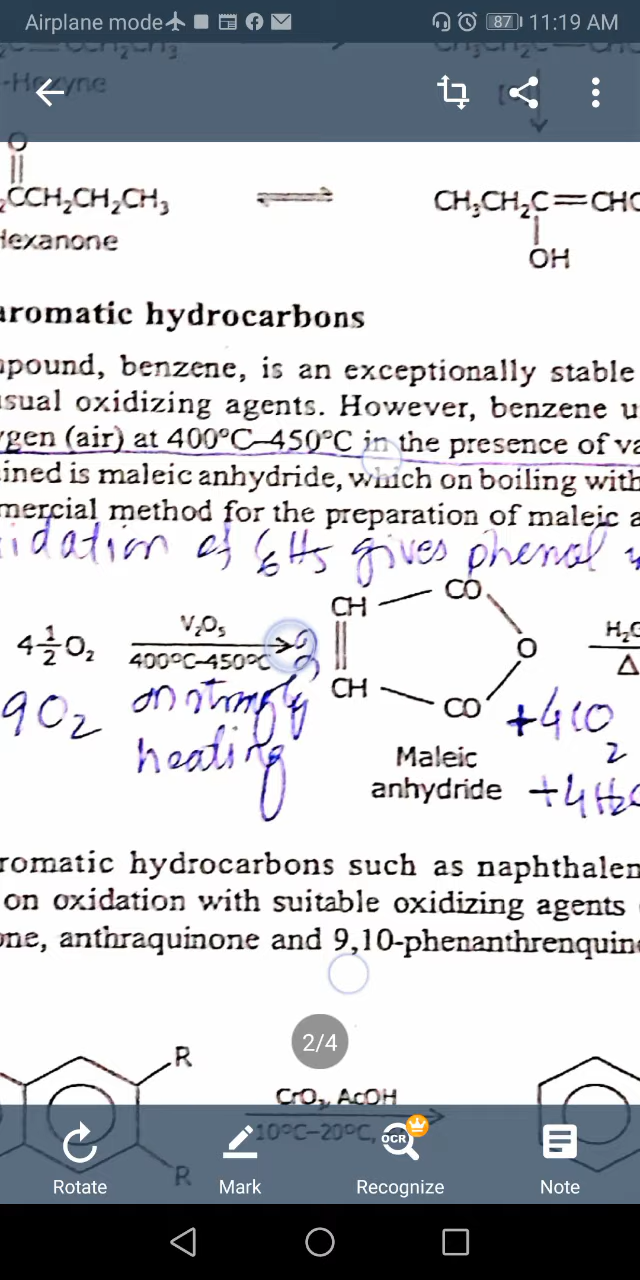 Airplane mode 87 11:19 AM
-Hexyne
CCH₂CH₂CH₃ ⇌ CH₃CH₂C=CHC
O
Hexanone
OH
aromatic hydrocarbons
mpound, benzene, is an exceptionally stable
usual oxidizing agents. However, benzene u
ygen (air) at 400°C–450°C in the presence of va
ined is maleic anhydride, which on boiling with
mercial method for the preparation of maleic a
idation of C₆H₅ gives phenol
CH — CO
4½O₂ V₂O₅ 2 O H₂O
400°C-450°C Δ
CH — CO
9O₂ on strongly +4CO₂
heating Maleic
anhydride +4H₂O
romatic hydrocarbons such as naphthalen
on oxidation with suitable oxidizing agents
one, anthraquinone and 9,10-phenanthrenquin
2/4
R
CrO₃, AcOH
10°C–20°C,
R
OCR
Rotate Mark Recognize Note